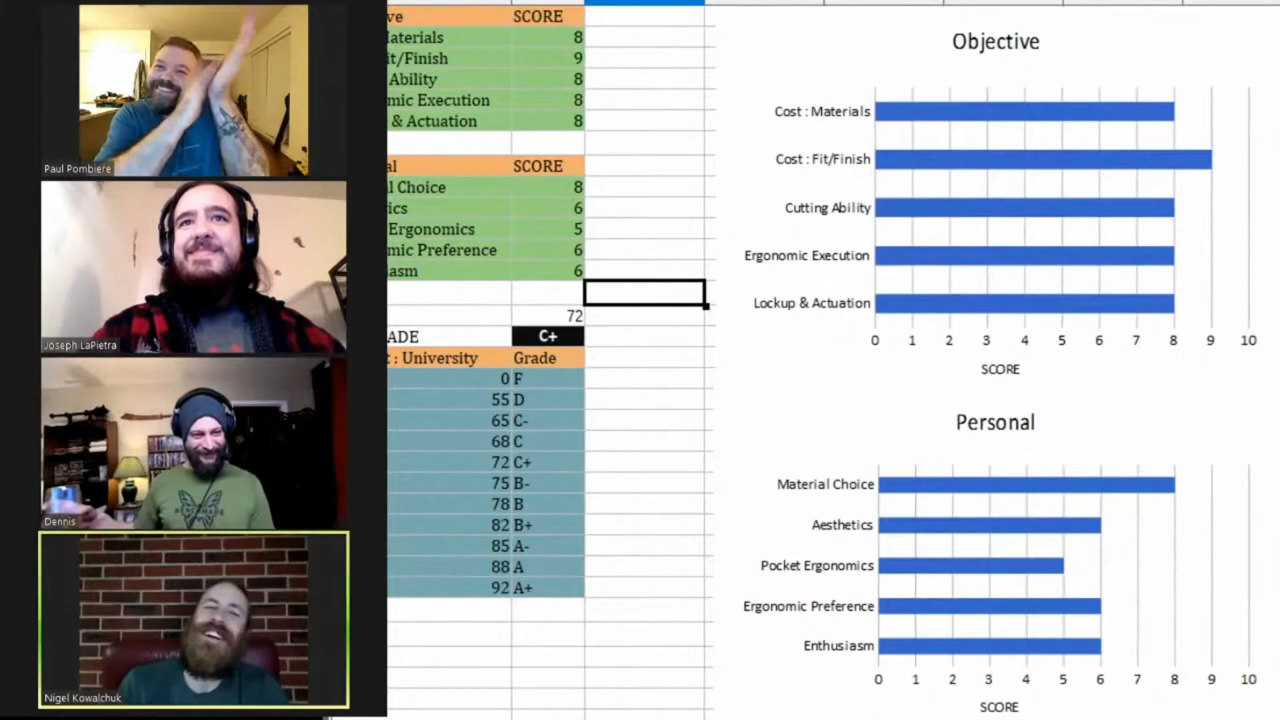 Paul Pombiere
Joseph LaPietra
Dennis
Nigel Kowalchuk
ve SCORE
aterials 8
it/Finish 9
Ability 8
mic Execution 8
& Actuation 8
al SCORE
l Choice 8
ics 6
Ergonomics 5
mic Preference 6
asm 6
72
ADE C+
: University Grade
0 F
55 D
65 C-
68 C
72 C+
75 B-
78 B
82 B+
85 A-
88 A
92 A+
Objective
Cost : Materials
Cost : Fit/Finish
Cutting Ability
Ergonomic Execution
Lockup & Actuation
0 1 2 3 4 5 6 7 8 9 10
SCORE
Personal
Material Choice
Aesthetics
Pocket Ergonomics
Ergonomic Preference
Enthusiasm
0 1 2 3 4 5 6 7 8 9 10
SCORE